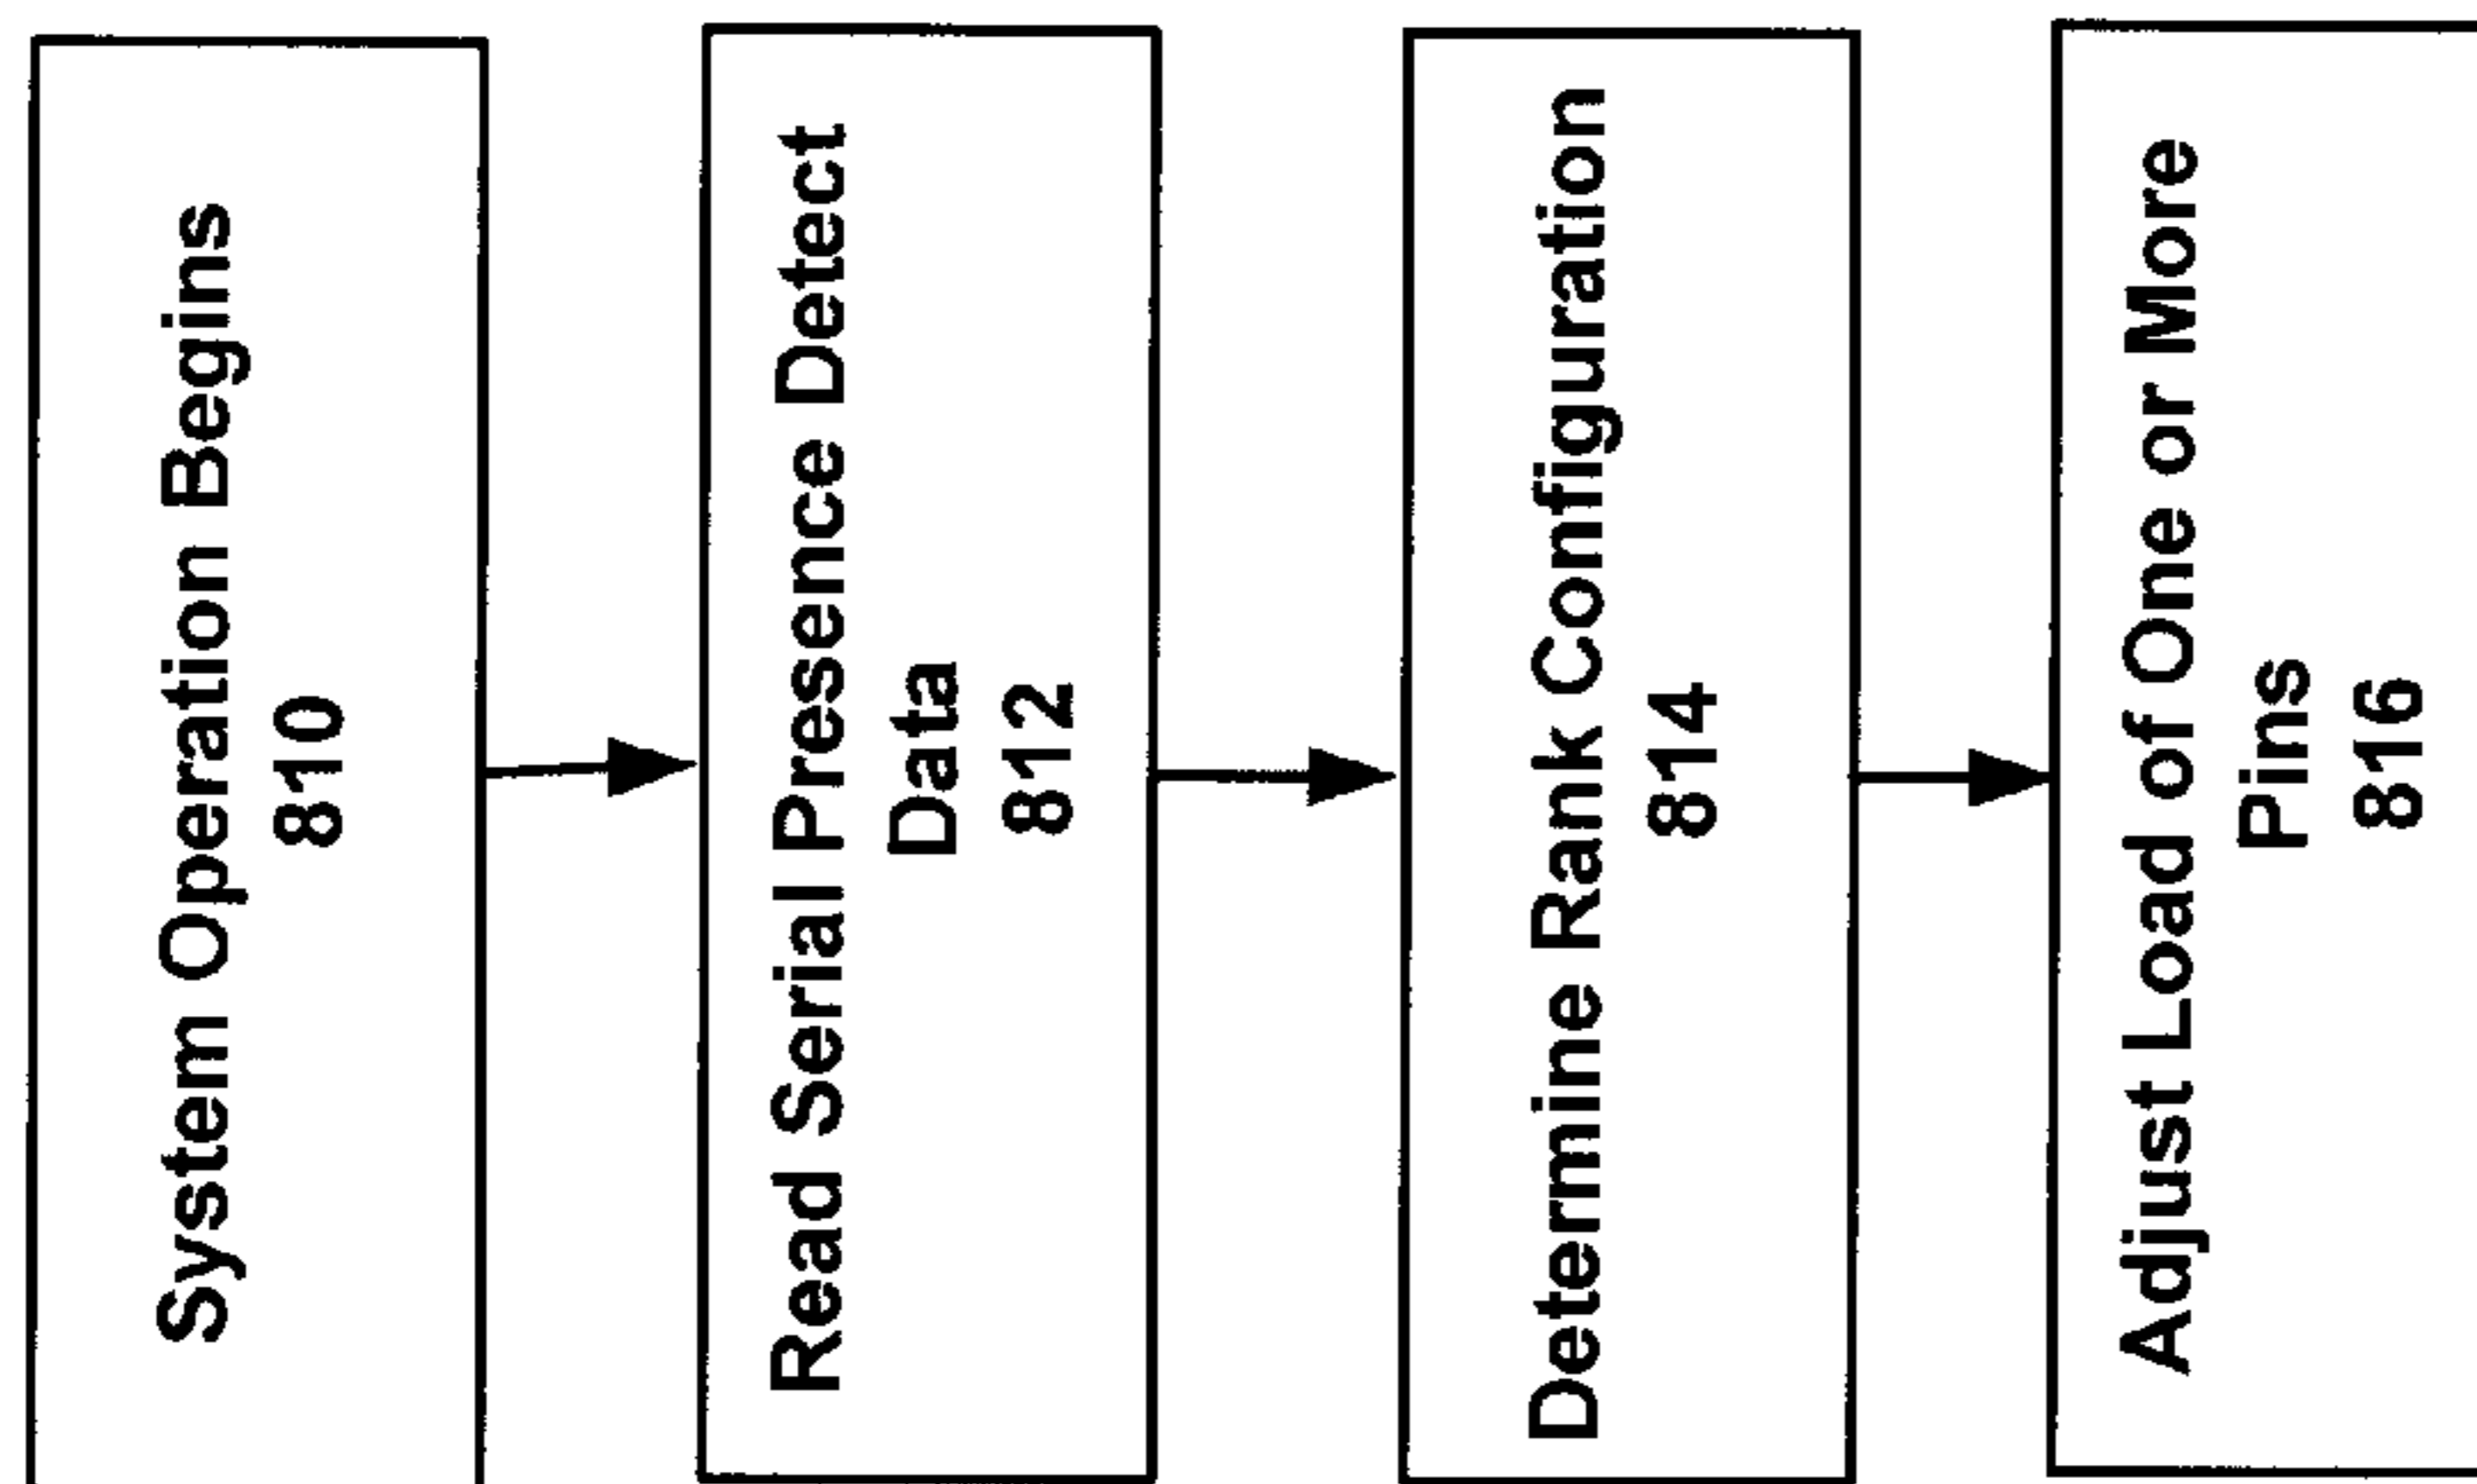 System Operation Begins
810
Read Serial Presence Detect
Data
812
Determine Rank Configuration
814
Adjust Load of One or More
Pins
816